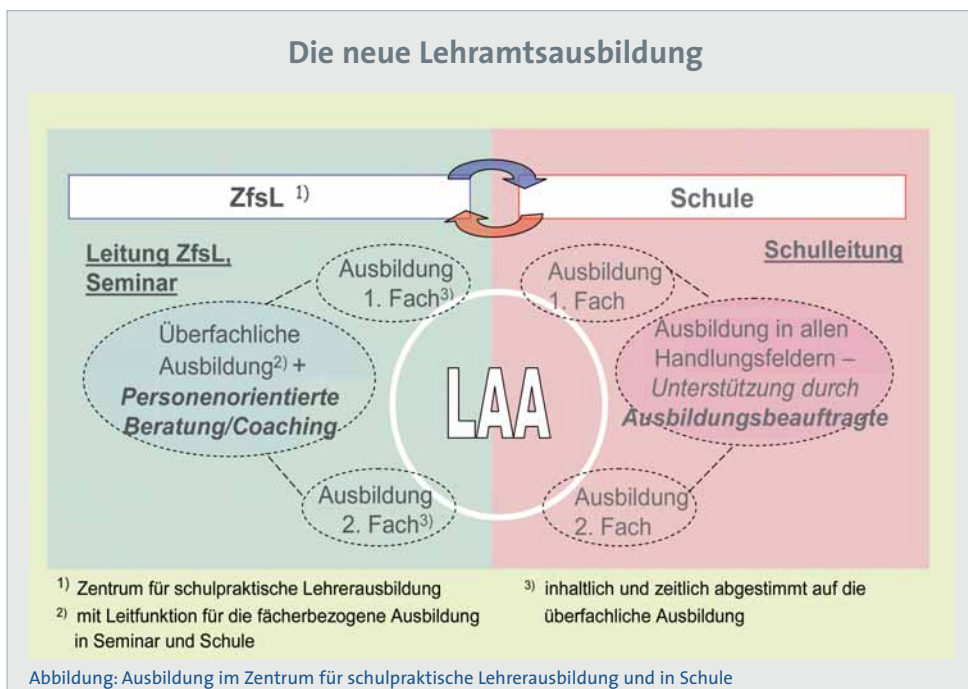 Die neue Lehramtsausbildung
ZfsL 1)
Schule
Leitung ZfsL,
Seminar
Schulleitung
Ausbildung
1. Fach3)
Ausbildung
1. Fach
Überfachliche
Ausbildung2) +
Personenorientierte
Beratung/Coaching
LAA
Ausbildung in allen
Handlungsfeldern –
Unterstützung durch
Ausbildungsbeauftragte
Ausbildung
2. Fach3)
Ausbildung
2. Fach
1) Zentrum für schulpraktische Lehrerausbildung
2) mit Leitfunktion für die fächerbezogene Ausbildung
in Seminar und Schule
3) inhaltlich und zeitlich abgestimmt auf die
überfachliche Ausbildung
Abbildung: Ausbildung im Zentrum für schulpraktische Lehrerausbildung und in Schule